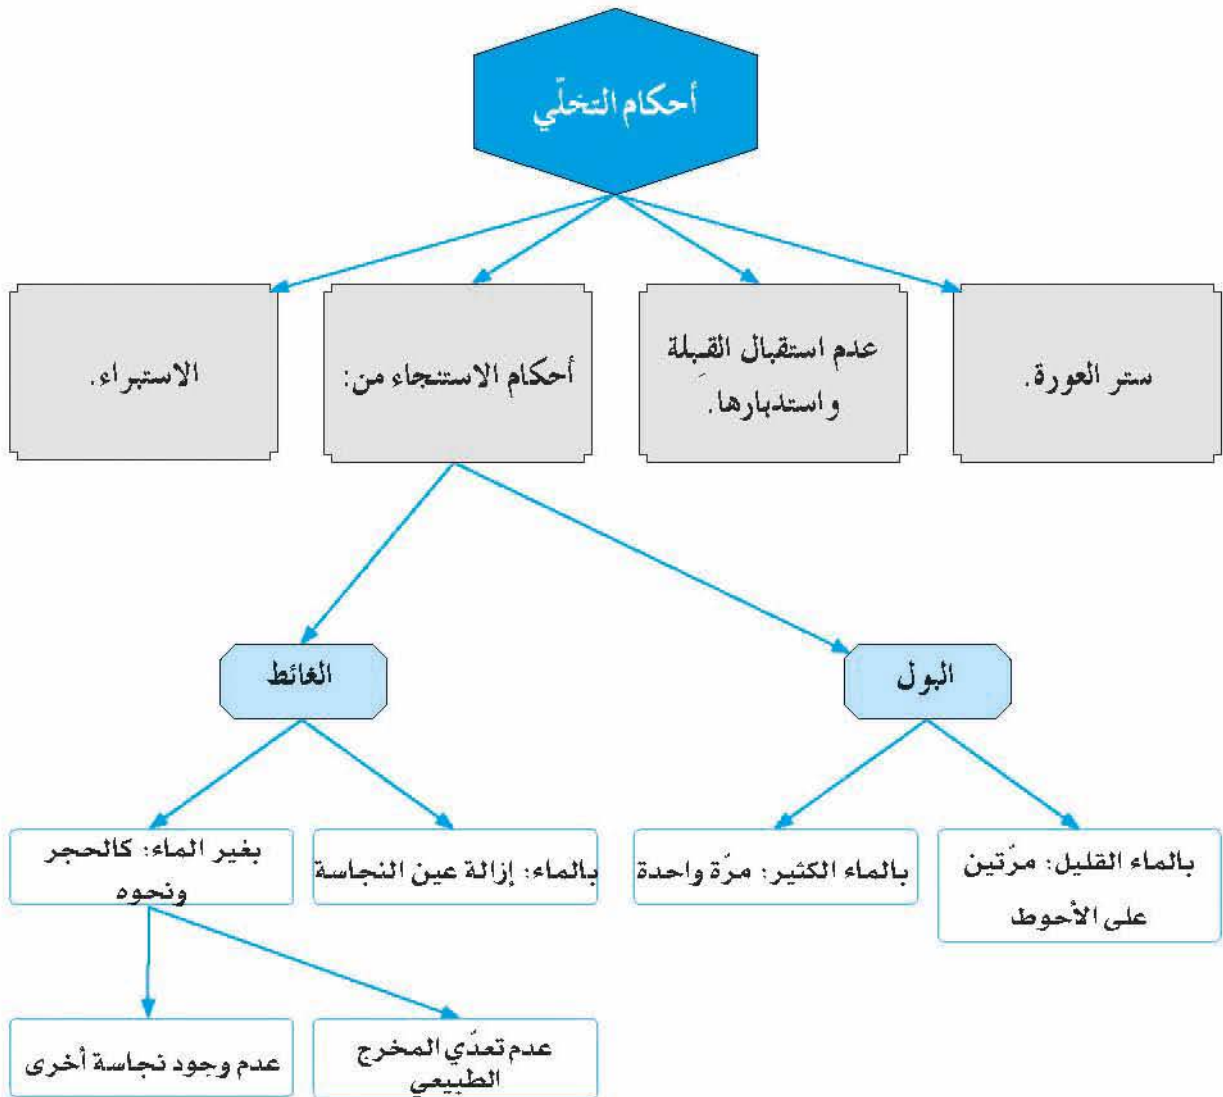 أحكام التخلّي
ستر العورة.
عدم استقبال القِبلة
واستدبارها.
أحكام الاستنجاء من:
الاستبراء.
البول
الغائط
بالماء القليل: مرّتين
على الأحوط
بالماء الكثير: مرّة واحدة
بالماء: إزالة عين النجاسة
بغير الماء: كالحجر
ونحوه
عدم تعدّي المخرج
الطبيعي
عدم وجود نجاسة أخرى